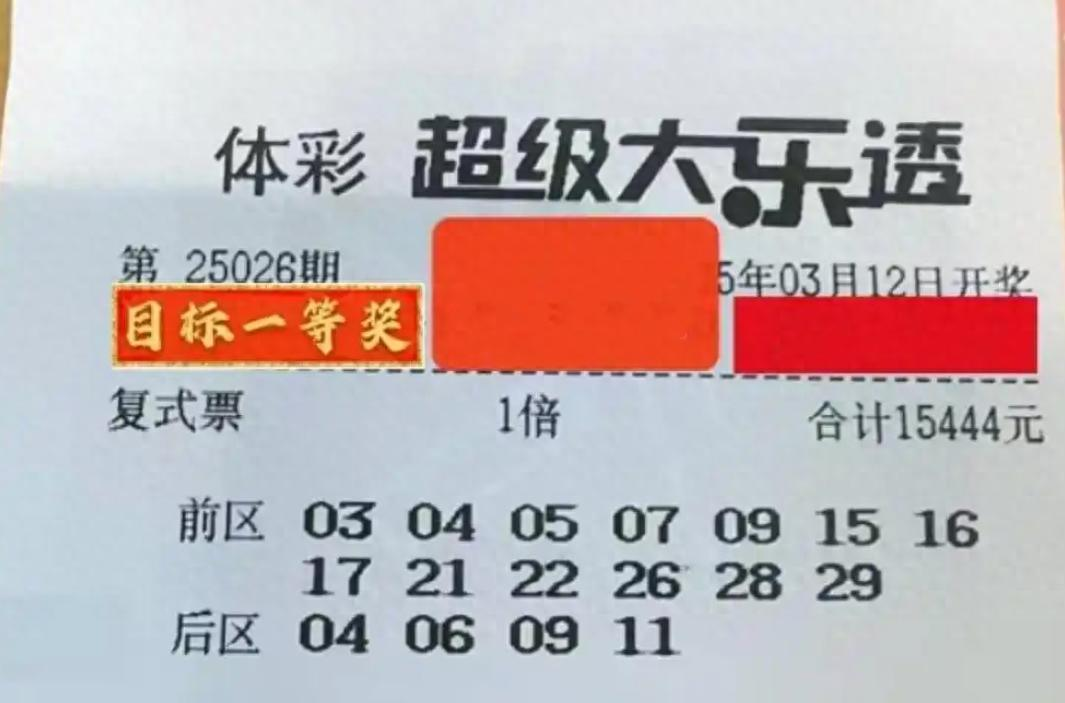 体彩 超级大乐透
第 25026期 5年03月12日开奖
目标一等奖
复式票 1倍 合计15444元
前区 03 04 05 07 09 15 16
17 21 22 26 28 29
后区 04 06 09 11